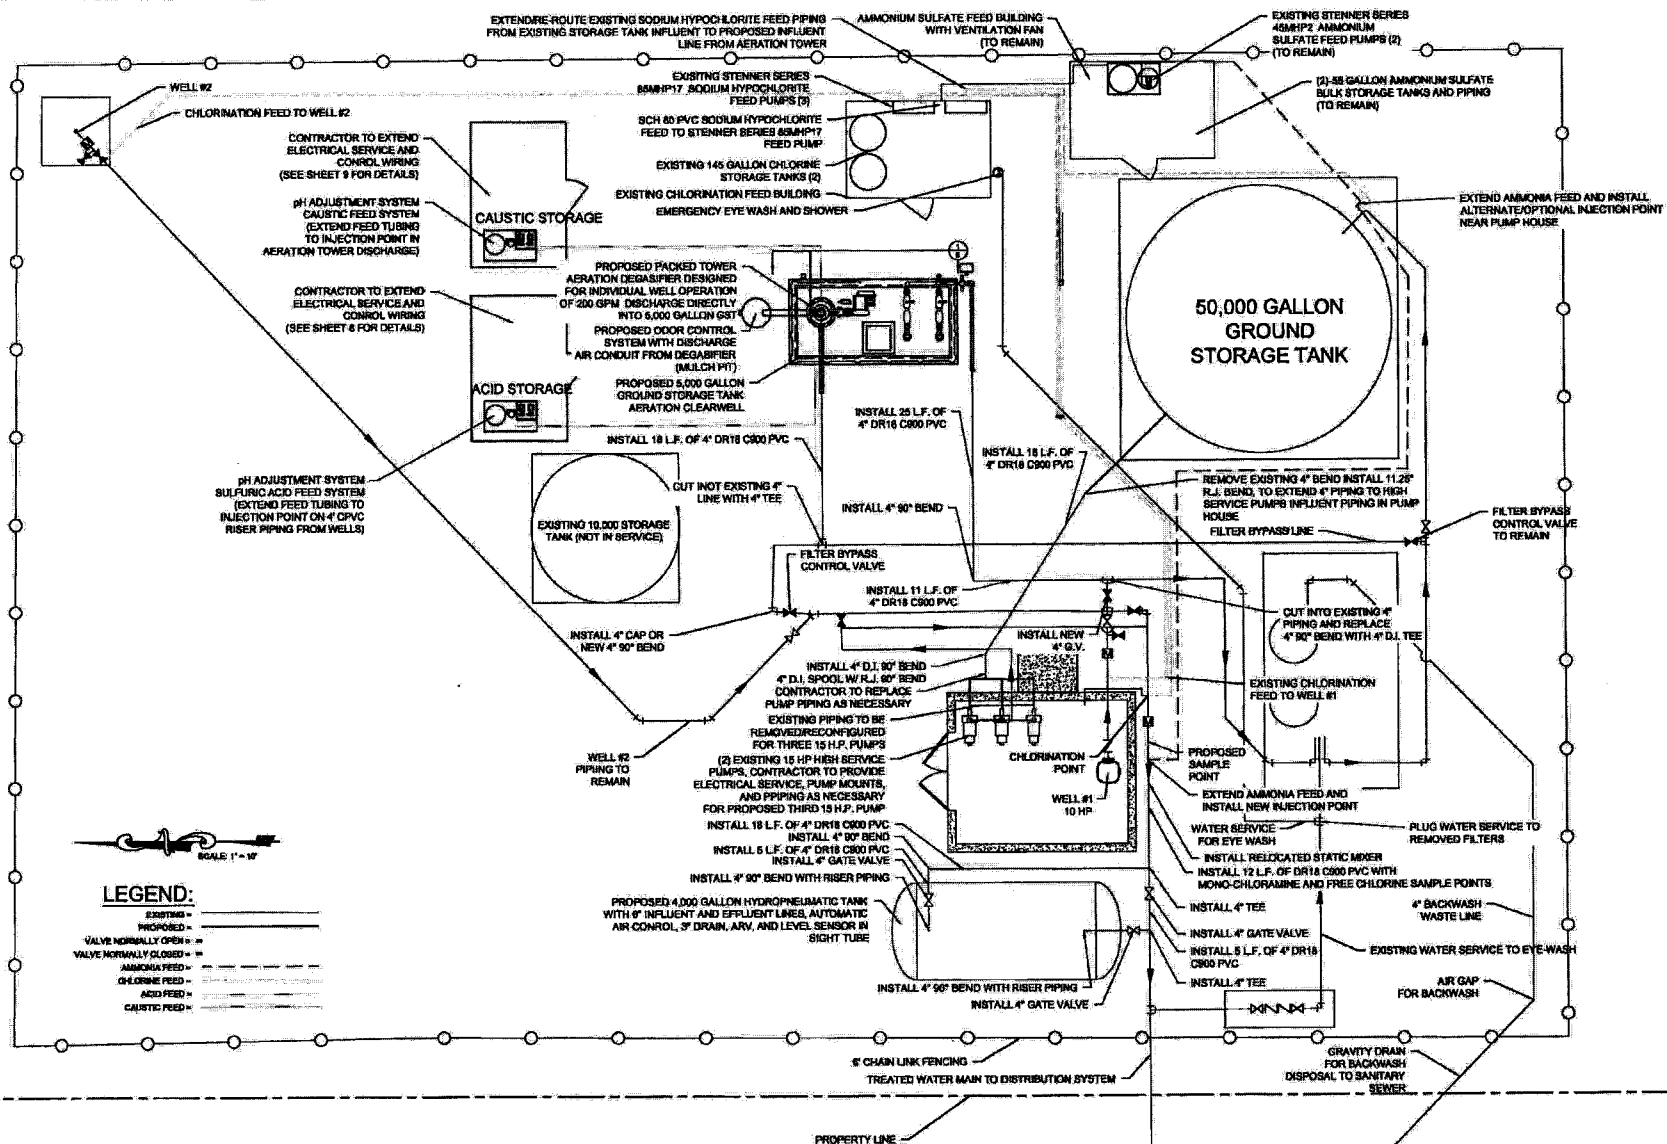 EXTEND/RE-ROUTE EXISTING SODIUM HYPOCHLORITE FEED PIPING
FROM EXISTING STORAGE TANK INFLUENT TO PROPOSED INFLUENT
LINE FROM AERATION TOWER
AMMONIUM SULFATE FEED BUILDING
WITH VENTILATION FAN
(TO REMAIN)
EXISTING STENNER SERIES
45MHP2 AMMONIUM
SULFATE FEED PUMPS (2)
(TO REMAIN)
(2)-55 GALLON AMMONIUM SULFATE
BULK STORAGE TANKS AND PIPING
(TO REMAIN)
WELL #2
CHLORINATION FEED TO WELL #2
EXISITNG STENNER SERIES
85MHP17 SODIUM HYPOCHLORITE
FEED PUMPS (3)
SCH 80 PVC SODIUM HYPOCHLORITE
FEED TO STENNER SERIES 85MHP17
FEED PUMP
EXISTING 145 GALLON CHLORINE
STORAGE TANKS (2)
EXISTING CHLORINATION FEED BUILDING
EMERGENCY EYE WASH AND SHOWER
CONTRACTOR TO EXTEND
ELECTRICAL SERVICE AND
CONROL WIRING
(SEE SHEET 9 FOR DETAILS)
pH ADJUSTMENT SYSTEM
CAUSTIC FEED SYSTEM
(EXTEND FEED TUBING
TO INJECTION POINT IN
AERATION TOWER DISCHARGE)
CAUSTIC STORAGE
EXTEND AMMONIA FEED AND INSTALL
ALTERNATE/OPTIONAL INJECTION POINT
NEAR PUMP HOUSE
CONTRACTOR TO EXTEND
ELECTRICAL SERVICE AND
CONROL WIRING
(SEE SHEET 8 FOR DETAILS)
PROPOSED PACKED TOWER
AERATION DEGASIFIER DESIGNED
FOR INDIVIDUAL WELL OPERATION
OF 200 GPM DISCHARGE DIRECTLY
INTO 5,000 GALLON GST
PROPOSED ODOR CONTROL
SYSTEM WITH DISCHARGE
AIR CONDUIT FROM DEGASIFIER
(MULCH PIT)
PROPOSED 5,000 GALLON
GROUND STORAGE TANK
AERATION CLEARWELL
50,000 GALLON
GROUND
STORAGE TANK
ACID STORAGE
INSTALL 18 L.F. OF 4" DR18 C900 PVC
INSTALL 25 L.F. OF
4" DR18 C900 PVC
INSTALL 18 L.F. OF
4" DR18 C900 PVC
pH ADJUSTMENT SYSTEM
SULFURIC ACID FEED SYSTEM
(EXTEND FEED TUBING TO
INJECTION POINT ON 4" CPVC
RISER PIPING FROM WELLS)
CUT INOT EXISTING 4"
LINE WITH 4" TEE
REMOVE EXISTING 4" BEND INSTALL 11.25°
R.J. BEND, TO EXTEND 4" PIPING TO HIGH
SERVICE PUMPS INFLUENT PIPING IN PUMP
HOUSE
INSTALL 4" 90° BEND
FILTER BYPASS LINE
FILTER BYPASS
CONTROL VALVE
TO REMAIN
EXISTING 10,000 STORAGE
TANK (NOT IN SERVICE)
FILTER BYPASS
CONTROL VALVE
INSTALL 11 L.F. OF
4" DR18 C900 PVC
INSTALL 4" CAP OR
NEW 4" 90° BEND
INSTALL NEW
4" G.V.
CUT INTO EXISTING 4"
PIPING AND REPLACE
4" 90° BEND WITH 4" D.I. TEE
INSTALL 4" D.I. 90° BEND
4" D.I. SPOOL W/ R.J. 90° BEND
CONTRACTOR TO REPLACE
PUMP PIPING AS NECESSARY
EXISTING CHLORINATION
FEED TO WELL #1
EXISTING PIPING TO BE
REMOVED/RECONFIGURED
FOR THREE 15 H.P. PUMPS
(2) EXISTING 15 HP HIGH SERVICE
PUMPS, CONTRACTOR TO PROVIDE
ELECTRICAL SERVICE, PUMP MOUNTS,
AND PPIPING AS NECESSARY
FOR PROPOSED THIRD 15 H.P. PUMP
WELL #2
PIPIING TO
REMAIN
CHLORINATION
POINT
WELL #1
10 HP
PROPOSED
SAMPLE
POINT
EXTEND AMMONIA FEED AND
INSTALL NEW INJECTION POINT
WATER SERVICE
FOR EYE WASH
PLUG WATER SERVICE TO
REMOVED FILTERS
INSTALL 18 L.F. OF 4" DR18 C900 PVC
INSTALL 4" 90° BEND
INSTALL 5 L.F. OF 4" DR18 C900 PVC
INSTALL 4" GATE VALVE
INSTALL 4" 90° BEND WITH RISER PIPING
INSTALL RELOCATED STATIC MIXER
INSTALL 12 L.F. OF DR18 C900 PVC WITH
MONO-CHLORAMINE AND FREE CHLORINE SAMPLE POINTS
SCALE: 1" = 10'
PROPOSED 4,000 GALLON HYDROPNEUMATIC TANK
WITH 6" INFLUENT AND EFFLUENT LINES, AUTOMATIC
AIR CONROL, 3" DRAIN, ARV, AND LEVEL SENSOR IN
SIGHT TUBE
INSTALL 4" TEE
INSTALL 4" GATE VALVE
INSTALL 5 L.F. OF 4" DR18
C900 PVC
INSTALL 4" TEE
4" BACKWASH
WASTE LINE
EXISTING WATER SERVICE TO EYE-WASH
AIR GAP
FOR BACKWASH
INSTALL 4" 90° BEND WITH RISER PIPING
INSTALL 4" GATE VALVE
LEGEND:
EXISTING =
PROPOSED =
VALVE NORMALLY OPEN =
VALVE NORMALLY CLOSED =
AMMONIA FEED =
CHLORINE FEED =
ACID FEED =
CAUSTIC FEED =
6' CHAIN LINK FENCING
TREATED WATER MAIN TO DISTRIBUTION SYSTEM
GRAVITY DRAIN
FOR BACKWASH
DISPOSAL TO SANITARY
SEWER
PROPERTY LINE